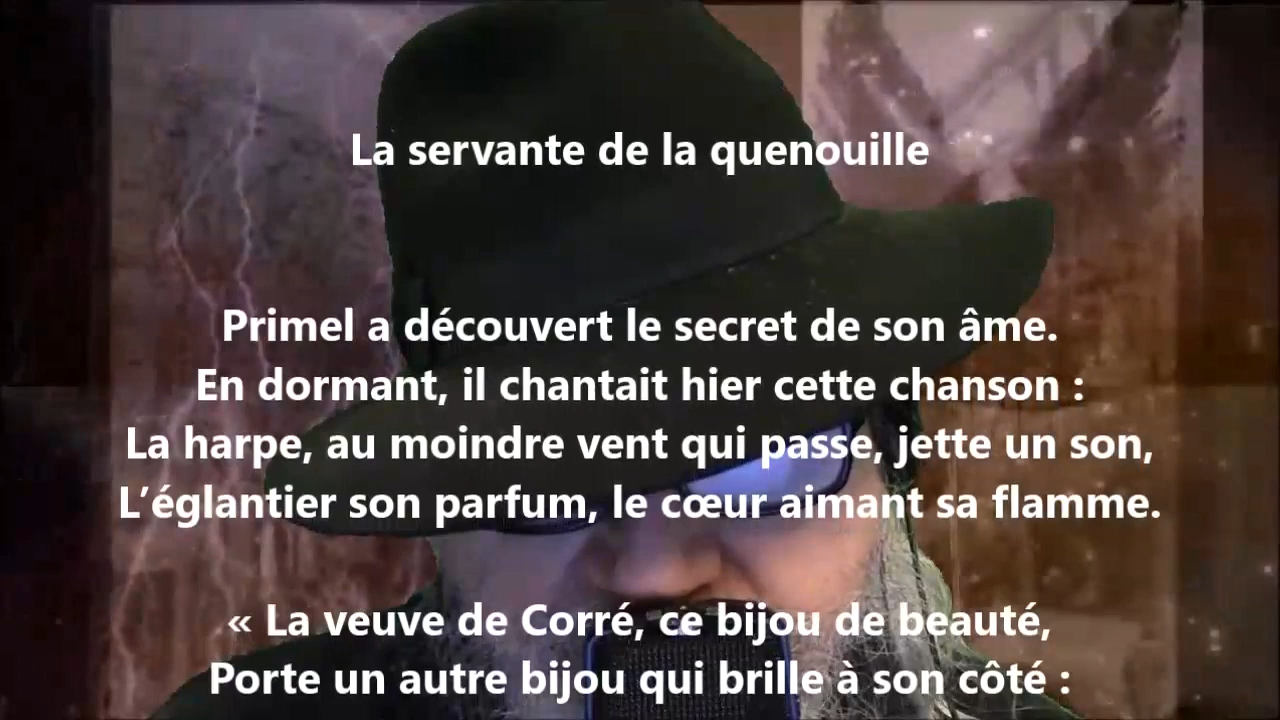 La servante de la quenouille
Primel a découvert le secret de son âme.
En dormant, il chantait hier cette chanson :
La harpe, au moindre vent qui passe, jette un son,
L’églantier son parfum, le cœur aimant sa flamme.
« La veuve de Corré, ce bijou de beauté,
Porte un autre bijou qui brille à son côté :